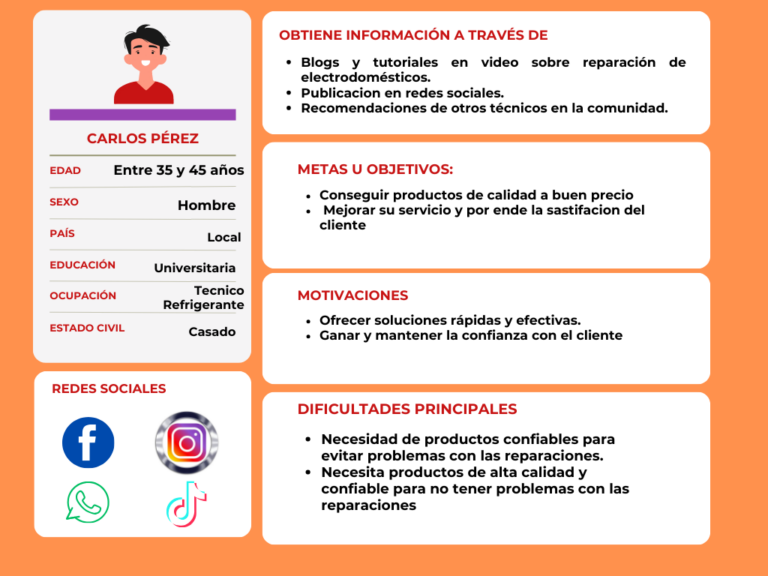 CARLOS PÉREZ
EDAD Entre 35 y 45 años
SEXO Hombre
PAÍS Local
EDUCACIÓN Universitaria
OCUPACIÓN Tecnico
Refrigerante
ESTADO CIVIL Casado
REDES SOCIALES
OBTIENE INFORMACIÓN A TRAVÉS DE
• Blogs y tutoriales en video sobre reparación de
electrodomésticos.
• Publicacion en redes sociales.
• Recomendaciones de otros técnicos en la comunidad.
METAS U OBJETIVOS:
• Conseguir productos de calidad a buen precio
• Mejorar su servicio y por ende la sastifacion del
cliente
MOTIVACIONES
• Ofrecer soluciones rápidas y efectivas.
• Ganar y mantener la confianza con el cliente
DIFICULTADES PRINCIPALES
• Necesidad de productos confiables para
evitar problemas con las reparaciones.
• Necesita productos de alta calidad y
confiable para no tener problemas con las
reparaciones